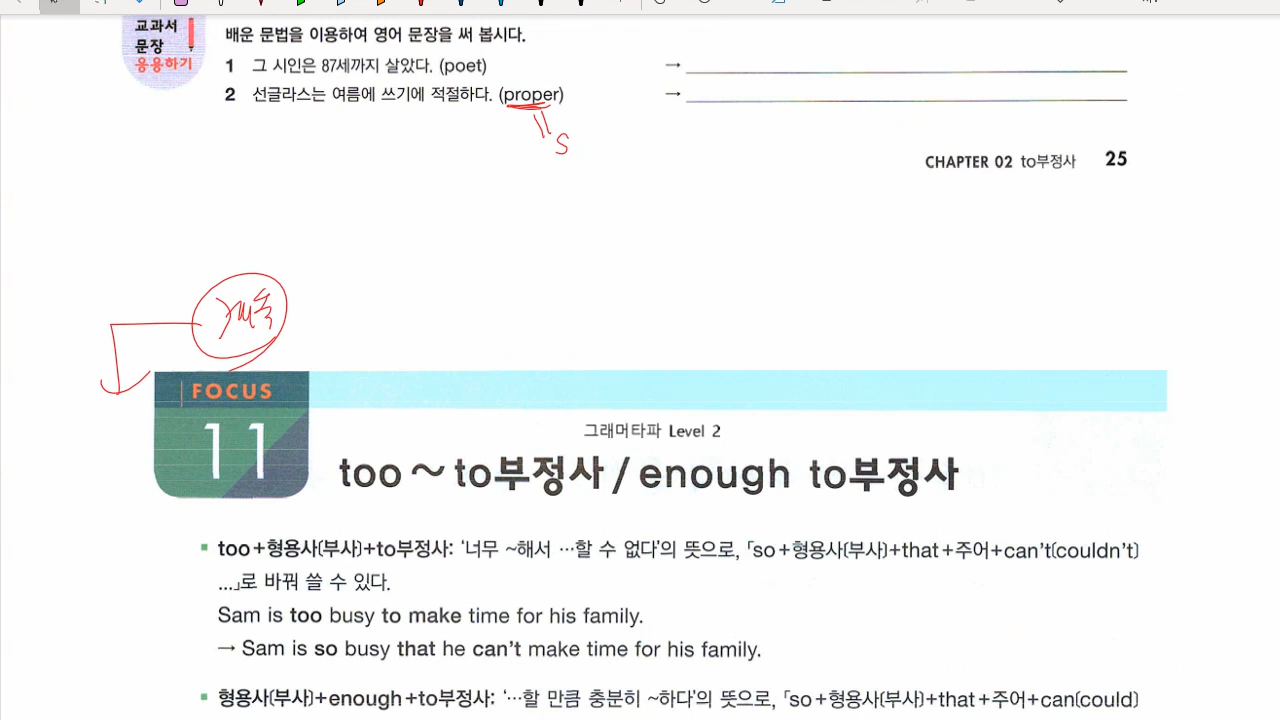 교과서
문장
응용하기
배운 문법을 이용하여 영어 문장을 써 봅시다.
1 그 시인은 87세까지 살았다. (poet) →
2 선글라스는 여름에 쓰기에 적절하다. (proper) →
S
CHAPTER 02 to부정사 25
FOCUS
11
그래머타파 Level 2
too ~ to부정사 / enough to부정사
▪ too+형용사(부사)+to부정사: '너무 ~해서 …할 수 없다'의 뜻으로, 「so+형용사(부사)+that+주어+can't(couldn't)
…」로 바꿔 쓸 수 있다.
Sam is too busy to make time for his family.
→ Sam is so busy that he can't make time for his family.
▪ 형용사(부사)+enough+to부정사: '…할 만큼 충분히 ~하다'의 뜻으로, 「so+형용사(부사)+that+주어+can(could)